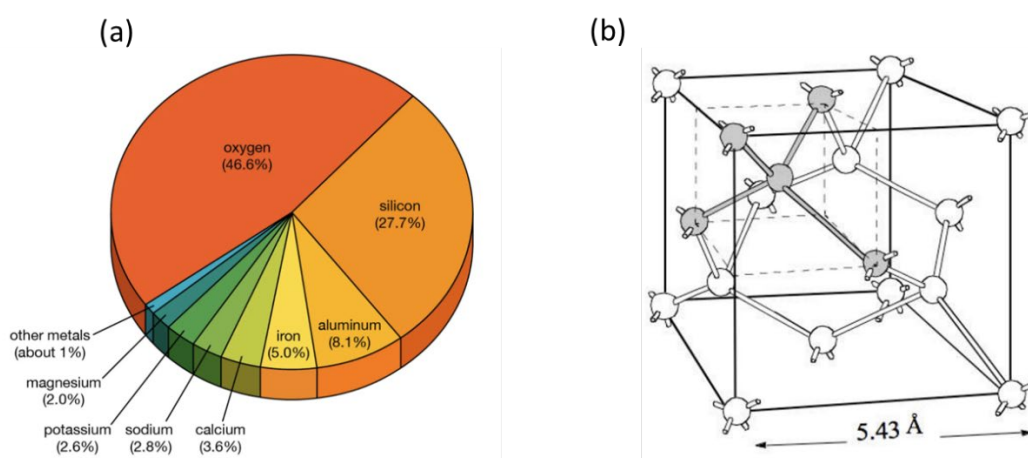 (a)
oxygen
(46.6%)
silicon
(27.7%)
aluminum
(8.1%)
iron
(5.0%)
calcium
(3.6%)
sodium
(2.8%)
potassium
(2.6%)
magnesium
(2.0%)
other metals
(about 1%)
(b)
5.43 Å